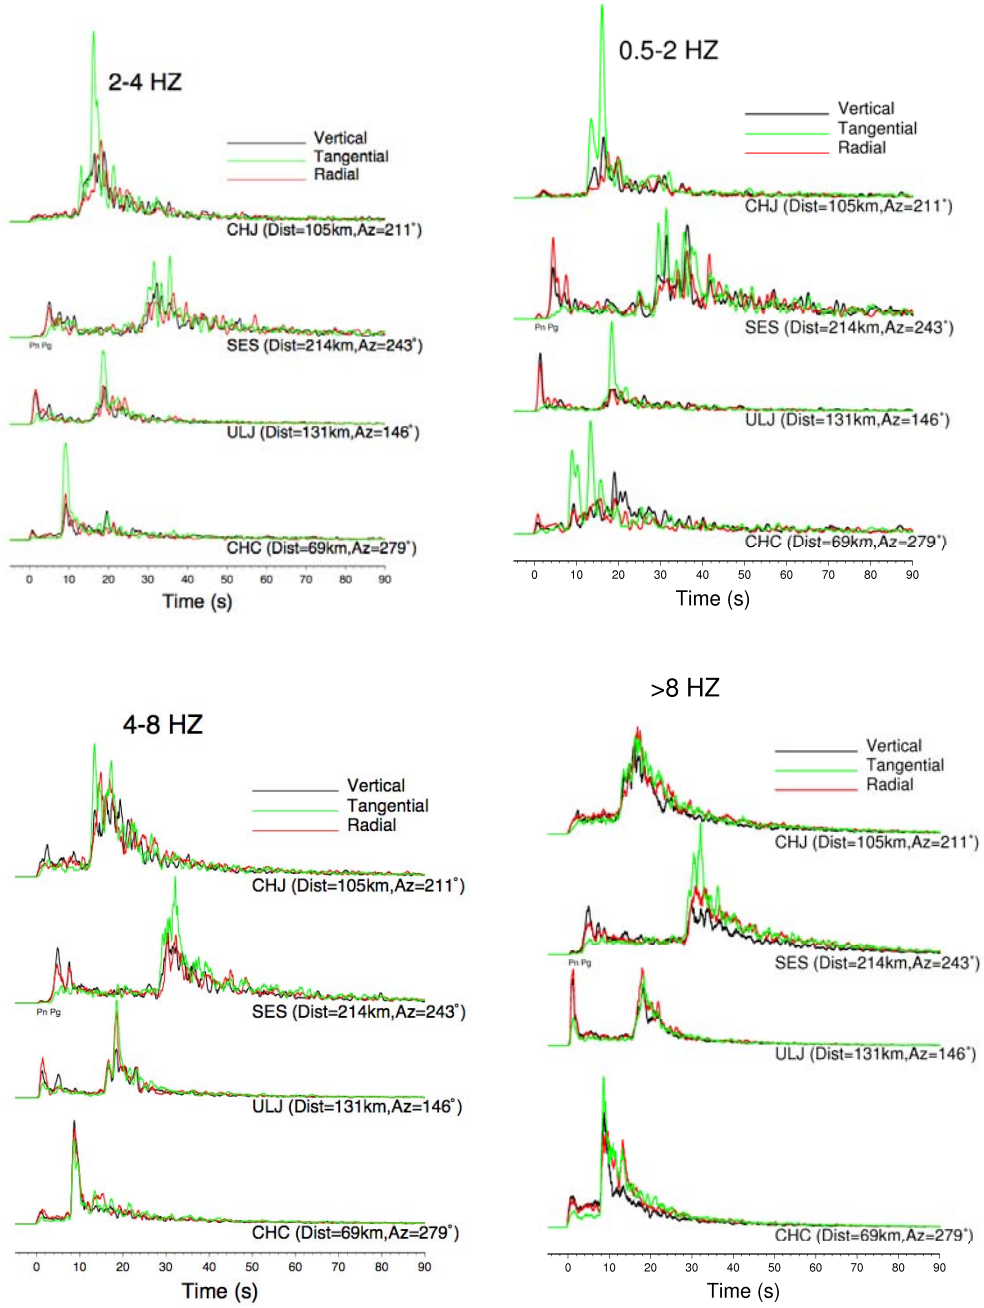 2-4 HZ
Vertical
Tangential
Radial
CHJ (Dist=105km,Az=211°)
Pn Pg
SES (Dist=214km,Az=243°)
ULJ (Dist=131km,Az=146°)
CHC (Dist=69km,Az=279°)
0 10 20 30 40 50 60 70 80 90
Time (s)
0.5-2 HZ
Vertical
Tangential
Radial
CHJ (Dist=105km,Az=211°)
Pn Pg
SES (Dist=214km,Az=243°)
ULJ (Dist=131km,Az=146°)
CHC (Dist=69km,Az=279°)
0 10 20 30 40 50 60 70 80 90
Time (s)
4-8 HZ
Vertical
Tangential
Radial
CHJ (Dist=105km,Az=211°)
Pn Pg
SES (Dist=214km,Az=243°)
ULJ (Dist=131km,Az=146°)
CHC (Dist=69km,Az=279°)
0 10 20 30 40 50 60 70 80 90
Time (s)
>8 HZ
Vertical
Tangential
Radial
CHJ (Dist=105km,Az=211°)
Pn Pg
SES (Dist=214km,Az=243°)
ULJ (Dist=131km,Az=146°)
CHC (Dist=69km,Az=279°)
0 10 20 30 40 50 60 70 80 90
Time (s)